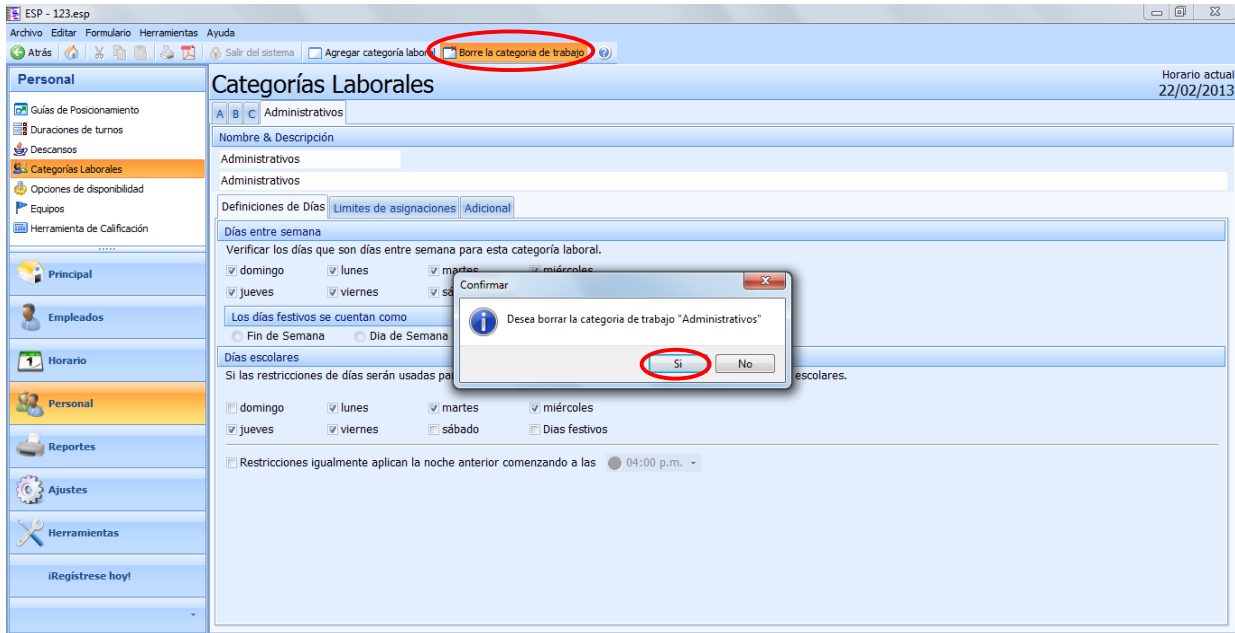 ESP - 123.esp
Archivo Editar Formulario Herramientas Ayuda
Atrás Salir del sistema Agregar categoría laboral Borre la categoria de trabajo
Personal
Guías de Posicionamiento
Duraciones de turnos
Descansos
Categorías Laborales
Opciones de disponibilidad
Equipos
Herramienta de Calificación
Principal
Empleados
1
Horario
Personal
Reportes
Ajustes
Herramientas
¡Regístrese hoy!
Categorías Laborales
Horario actual
22/02/2013
A B C Administrativos
Nombre & Descripción
Administrativos
Administrativos
Definiciones de Días Limites de asignaciones Adicional
Días entre semana
Verificar los días que son días entre semana para esta categoría laboral.
domingo lunes martes miércoles
jueves viernes
Los días festivos se cuentan como
Fin de Semana Dia de Semana
Días escolares
Si las restricciones de días serán usadas escolares.
domingo lunes martes miércoles
jueves viernes sábado Dias festivos
Restricciones igualmente aplican la noche anterior comenzando a las 04:00 p.m.
Confirmar
Desea borrar la categoria de trabajo "Administrativos"
Si No